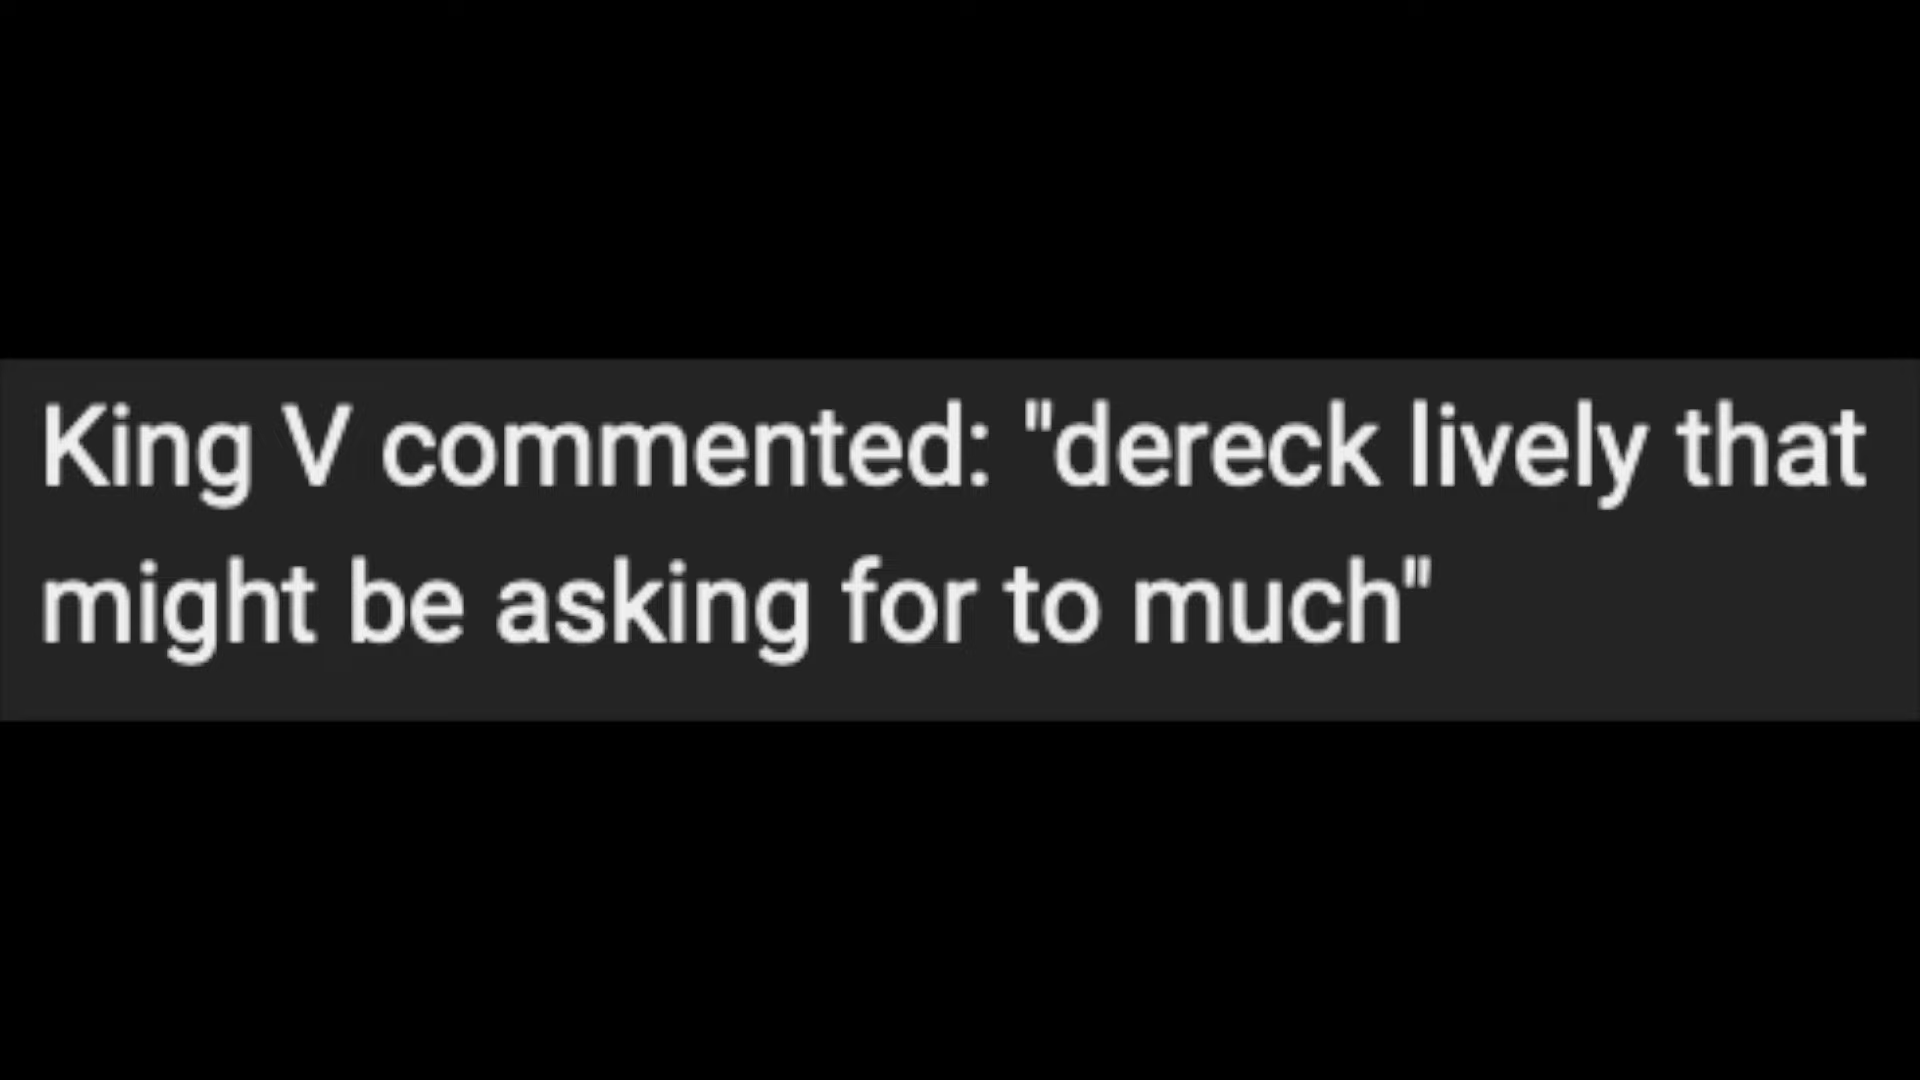 King V commented: "dereck lively that
might be asking for to much"